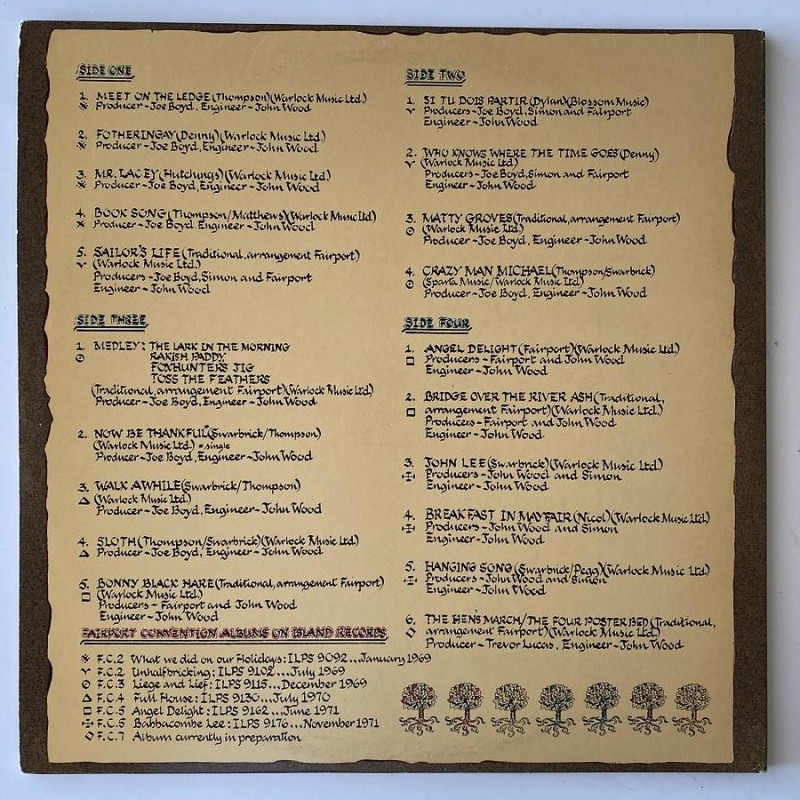 SIDE ONE
1. MEET ON THE LEDGE (Thompson)(Warlock Music Ltd.)
Producer - Joe Boyd, Engineer - John Wood
2. FOTHERINGAY (Denny)(Warlock Music Ltd.)
Producer - Joe Boyd, Engineer - John Wood
3. MR. LACEY (Hutchings)(Warlock Music Ltd.)
Producer - Joe Boyd, Engineer - John Wood
4. BOOK SONG (Thompson/Matthews)(Warlock Music Ltd)
Producer - Joe Boyd, Engineer - John Wood
5. SAILOR'S LIFE (Traditional, arrangement Fairport)
(Warlock Music Ltd.)
Producers - Joe Boyd, Simon and Fairport
Engineer - John Wood
SIDE TWO
1. SI TU DOIS PARTIR (Dylan)(Blossom Music)
Producers - Joe Boyd, Simon and Fairport
Engineer - John Wood
2. WHO KNOWS WHERE THE TIME GOES (Denny)
(Warlock Music Ltd.)
Producers - Joe Boyd, Simon and Fairport
Engineer - John Wood
3. MATTY GROVES (Traditional, arrangement Fairport)
(Warlock Music Ltd.)
Producer - Joe Boyd, Engineer - John Wood
4. CRAZY MAN MICHAEL (Thompson/Swarbrick)
(Sparta Music/Warlock Music Ltd)
Producer - Joe Boyd, Engineer - John Wood
SIDE THREE
1. MEDLEY: THE LARK IN THE MORNING
RAKISH PADDY
FOXHUNTERS JIG
TOSS THE FEATHERS
(Traditional, arrangement Fairport)(Warlock Music Ltd.)
Producer - Joe Boyd, Engineer - John Wood
2. NOW BE THANKFUL (Swarbrick/Thompson)
(Warlock Music Ltd.) - single
Producer - Joe Boyd, Engineer - John Wood
3. WALK AWHILE (Swarbrick/Thompson)
(Warlock Music Ltd.)
Producer - Joe Boyd, Engineer - John Wood
4. SLOTH (Thompson/Swarbrick)(Warlock Music Ltd.)
Producer - Joe Boyd, Engineer - John Wood
5. BONNY BLACK HARE (Traditional, arrangement Fairport)
(Warlock Music Ltd.)
Producers - Fairport and John Wood
Engineer - John Wood
SIDE FOUR
1. ANGEL DELIGHT (Fairport)(Warlock Music Ltd.)
Producers - Fairport and John Wood
Engineer - John Wood
2. BRIDGE OVER THE RIVER ASH (Traditional,
arrangement Fairport)(Warlock Music Ltd.)
Producers - Fairport and John Wood
Engineer - John Wood
3. JOHN LEE (Swarbrick)(Warlock Music Ltd.)
Producers - John Wood and Simon
Engineer - John Wood
4. BREAKFAST IN MAYFAIR (Nicol)(Warlock Music Ltd)
Producers - John Wood and Simon
Engineer - John Wood
5. HANGING SONG (Swarbrick/Pegg)(Warlock Music Ltd.)
Producers - John Wood and Simon
Engineer - John Wood
6. THE HEN'S MARCH/THE FOUR POSTER BED (Traditional,
arrangement Fairport)(Warlock Music Ltd.)
Producer - Trevor Lucas, Engineer - John Wood
FAIRPORT CONVENTION ALBUMS ON ISLAND RECORDS
F.C.2 What we did on our Holidays: ILPS 9092...January 1969
F.C.2 Unhalfbricking: ILPS 9102...July 1969
F.C.3 Liege and Lief: ILPS 9115...December 1969
F.C.4 Full House: ILPS 9130...July 1970
F.C.5 Angel Delight: ILPS 9162...June 1971
F.C.5 Babbacombe Lee: ILPS 9176...November 1971
F.C.7 Album currently in preparation